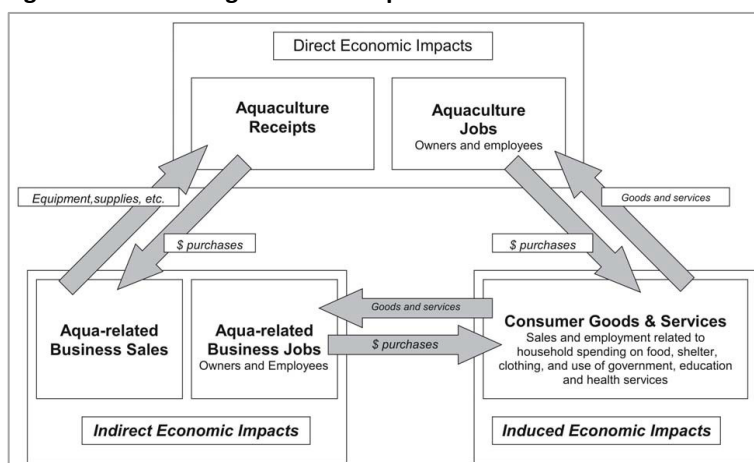 Direct Economic Impacts
Aquaculture
Receipts
Aquaculture
Jobs
Owners and employees
Equipment,supplies, etc.
Goods and services
$ purchases
$ purchases
Aqua-related
Business Sales
Aqua-related
Business Jobs
Owners and Employees
Goods and services
$ purchases
Consumer Goods & Services
Sales and employment related to
household spending on food, shelter,
clothing, and use of government, education
and health services
Indirect Economic Impacts
Induced Economic Impacts